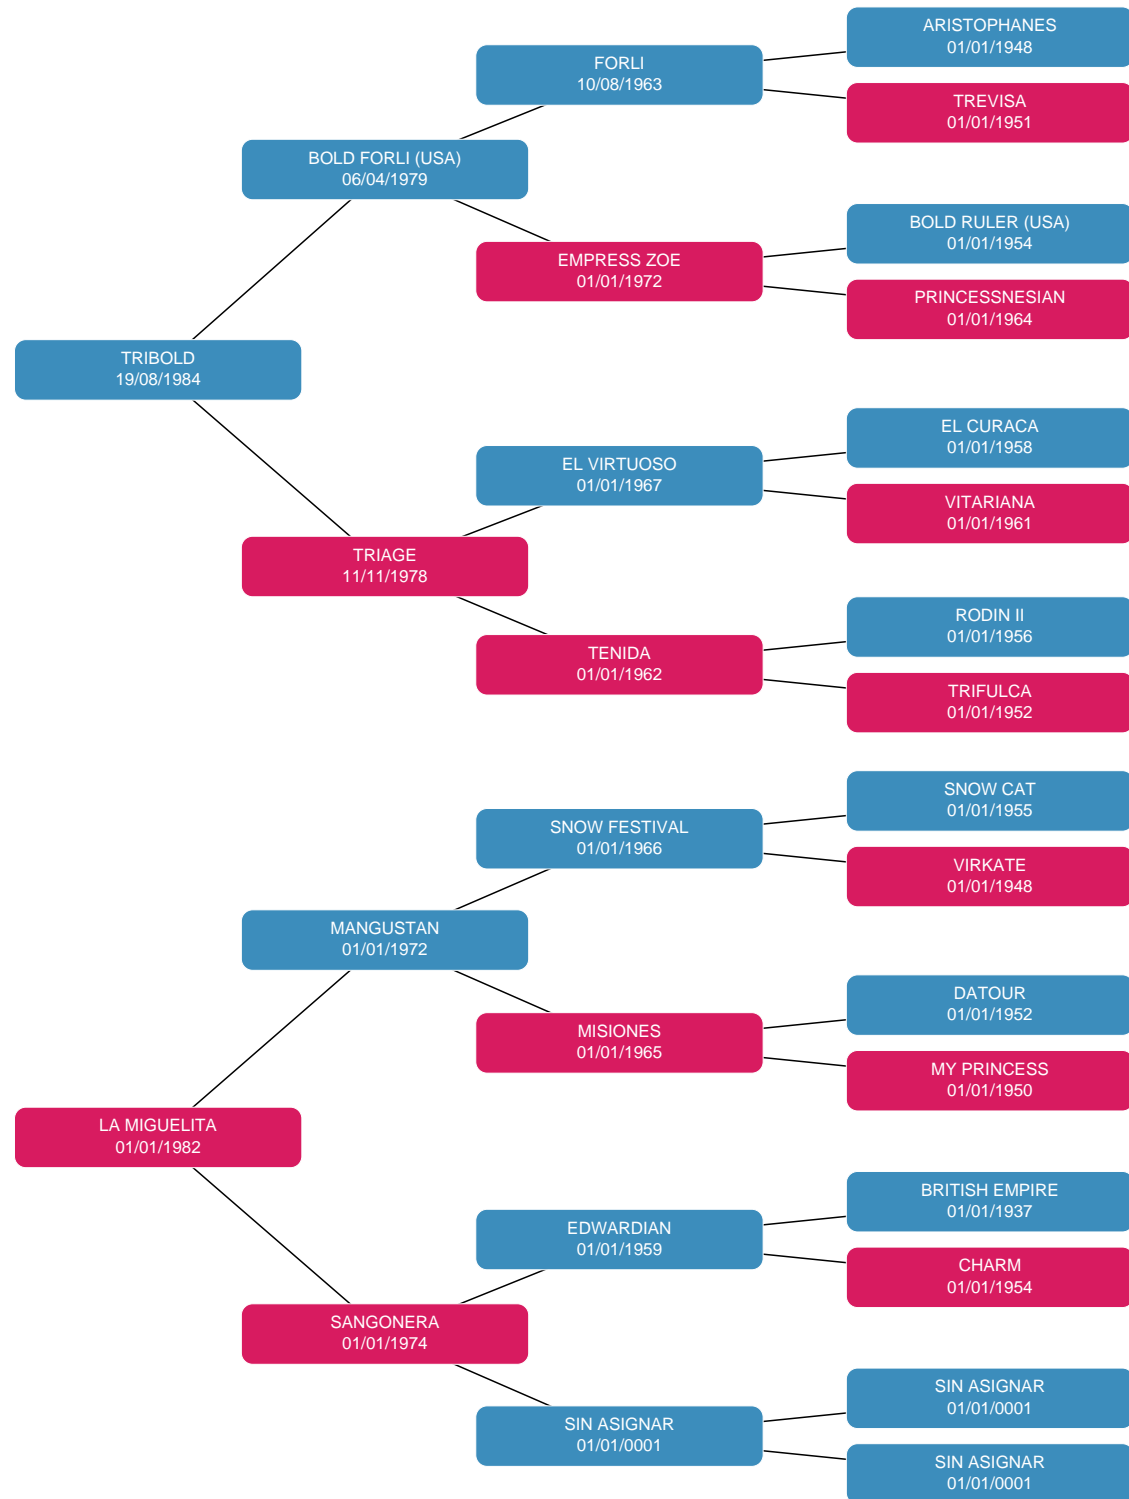 ARISTOPHANES
01/01/1948
FORLI
10/08/1963
TREVISA
01/01/1951
BOLD FORLI (USA)
06/04/1979
BOLD RULER (USA)
01/01/1954
EMPRESS ZOE
01/01/1972
PRINCESSNESIAN
01/01/1964
TRIBOLD
19/08/1984
EL CURACA
01/01/1958
EL VIRTUOSO
01/01/1967
VITARIANA
01/01/1961
TRIAGE
11/11/1978
RODIN II
01/01/1956
TENIDA
01/01/1962
TRIFULCA
01/01/1952
SNOW CAT
01/01/1955
SNOW FESTIVAL
01/01/1966
VIRKATE
01/01/1948
MANGUSTAN
01/01/1972
DATOUR
01/01/1952
MISIONES
01/01/1965
MY PRINCESS
01/01/1950
LA MIGUELITA
01/01/1982
BRITISH EMPIRE
01/01/1937
EDWARDIAN
01/01/1959
CHARM
01/01/1954
SANGONERA
01/01/1974
SIN ASIGNAR
01/01/0001
SIN ASIGNAR
01/01/0001
SIN ASIGNAR
01/01/0001